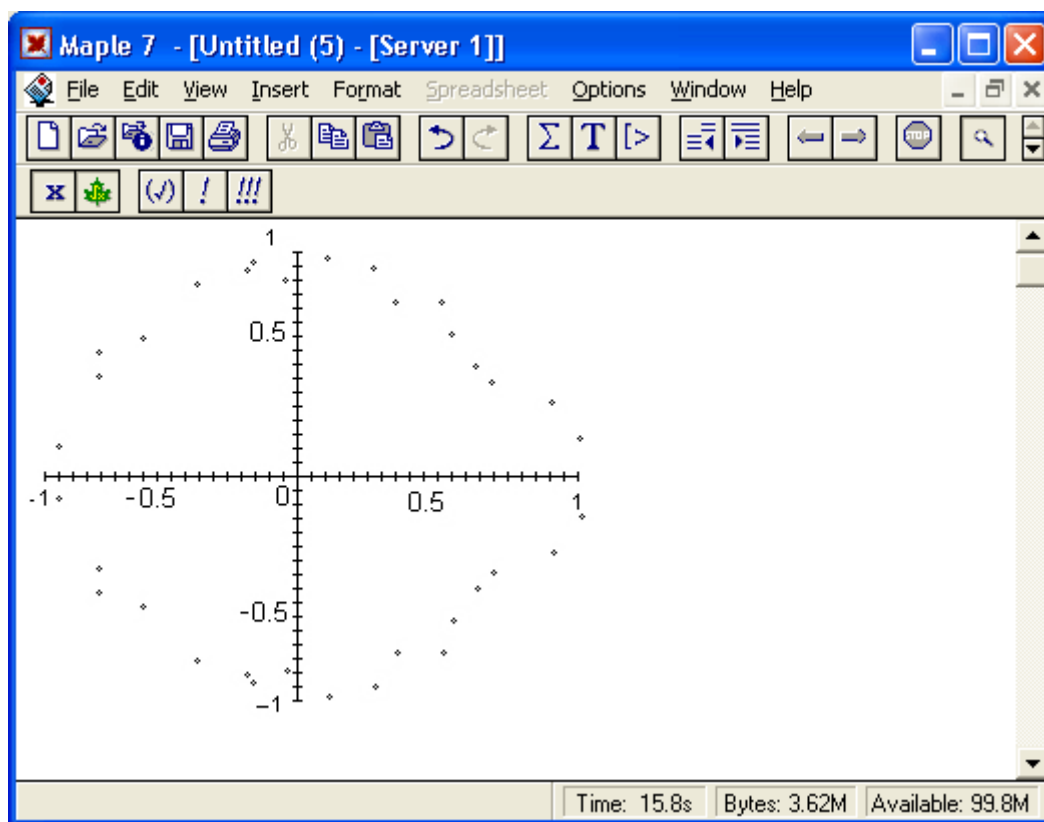 Maple 7 - [Untitled (5) - [Server 1]]
File Edit View Insert Format Spreadsheet Options Window Help
Σ T [>
STOP
x (√) ! !!!
1
0.5
-1 -0.5 0 0.5 1
-0.5
-1
Time: 15.8s Bytes: 3.62M Available: 99.8M